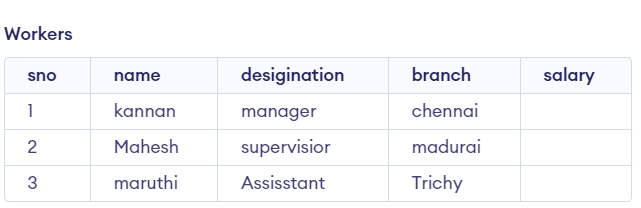 Workers
sno name desigination branch salary
1 kannan manager chennai
2 Mahesh supervisior madurai
3 maruthi Assisstant Trichy